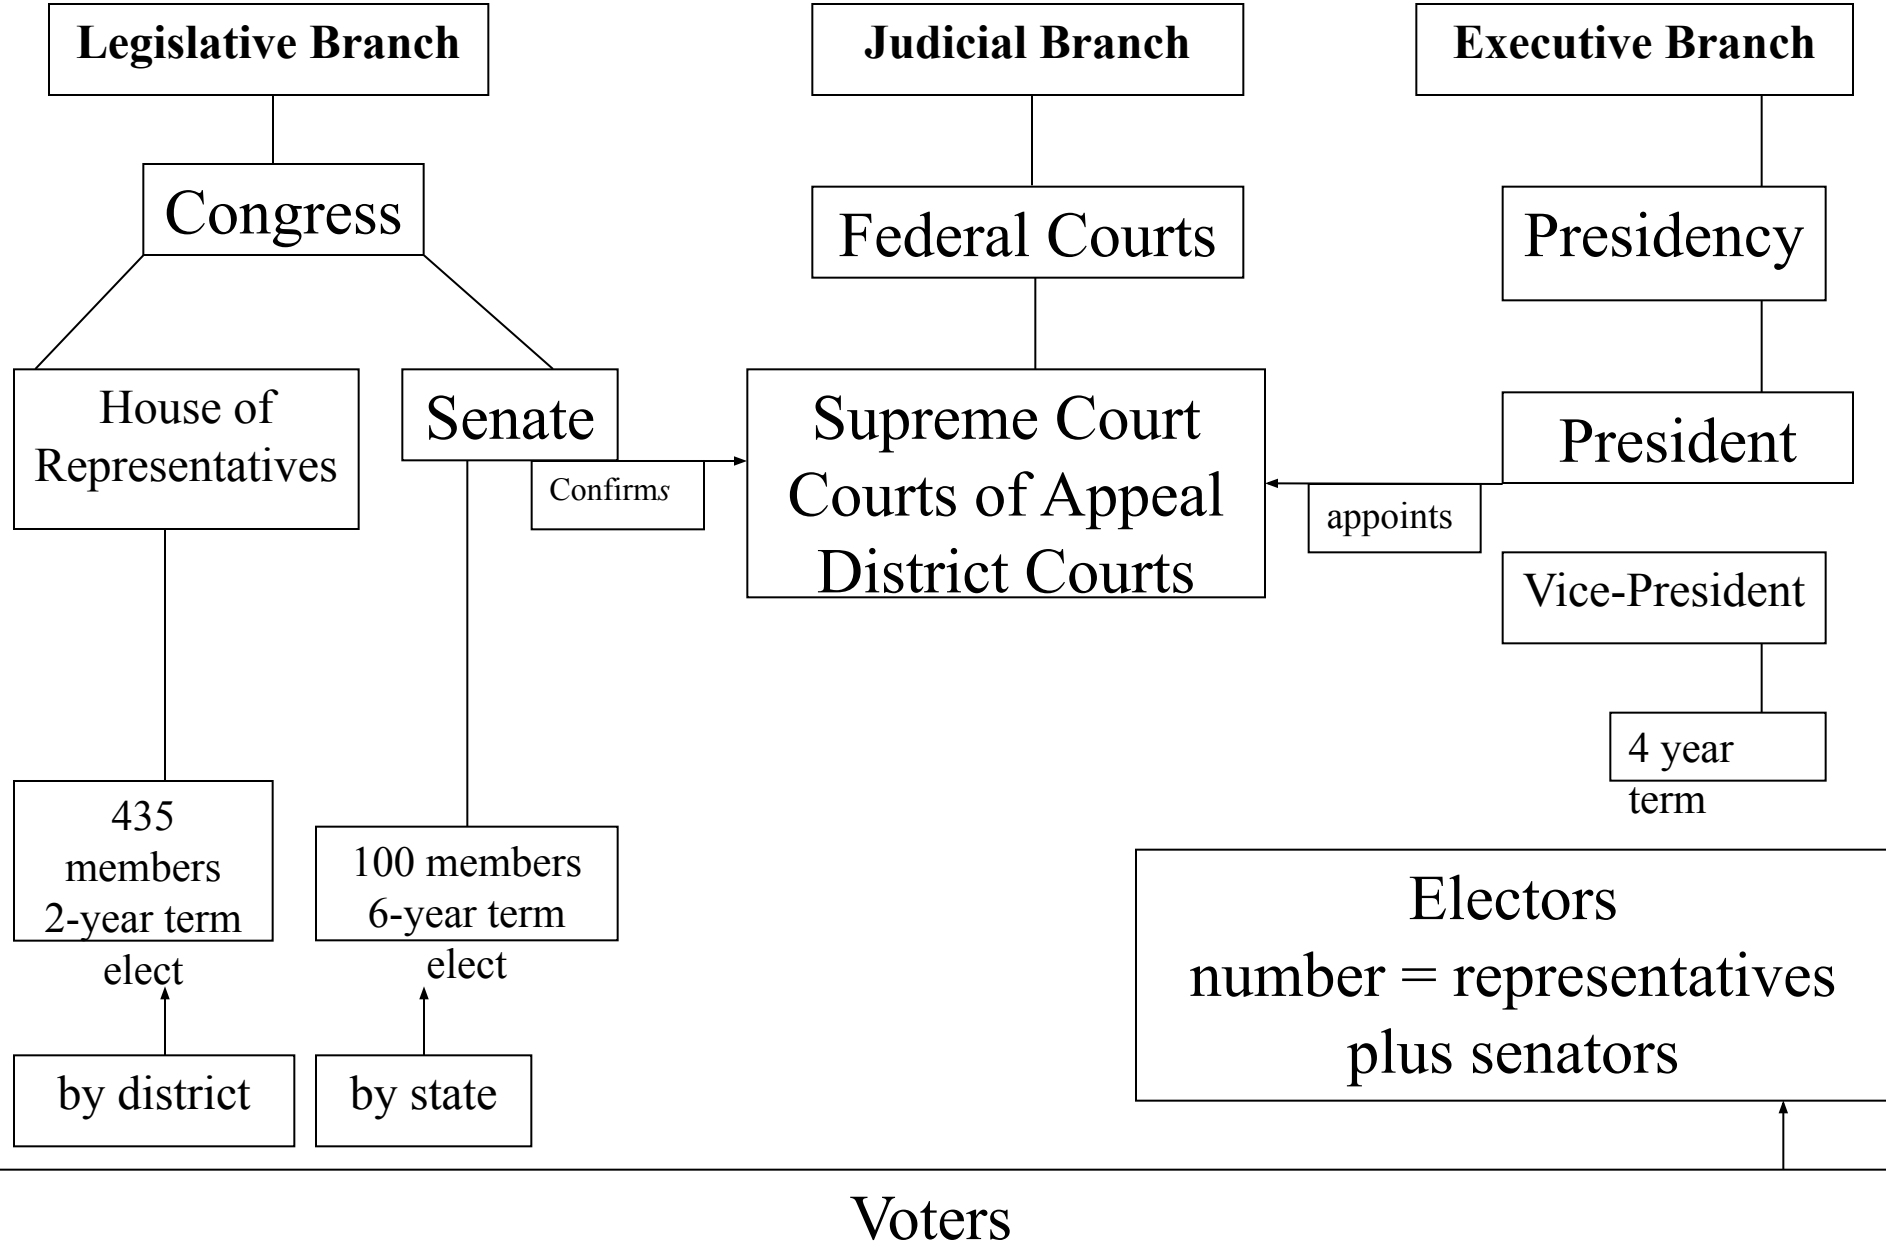 Legislative Branch
Judicial Branch
Executive Branch
Congress
Federal Courts
Presidency
House of
Representatives
Senate
Confirms
Supreme Court
Courts of Appeal
District Courts
President
appoints
Vice-President
4 year
term
435
members
2-year term
elect
100 members
6-year term
elect
by district
by state
Electors
number = representatives
plus senators
Voters